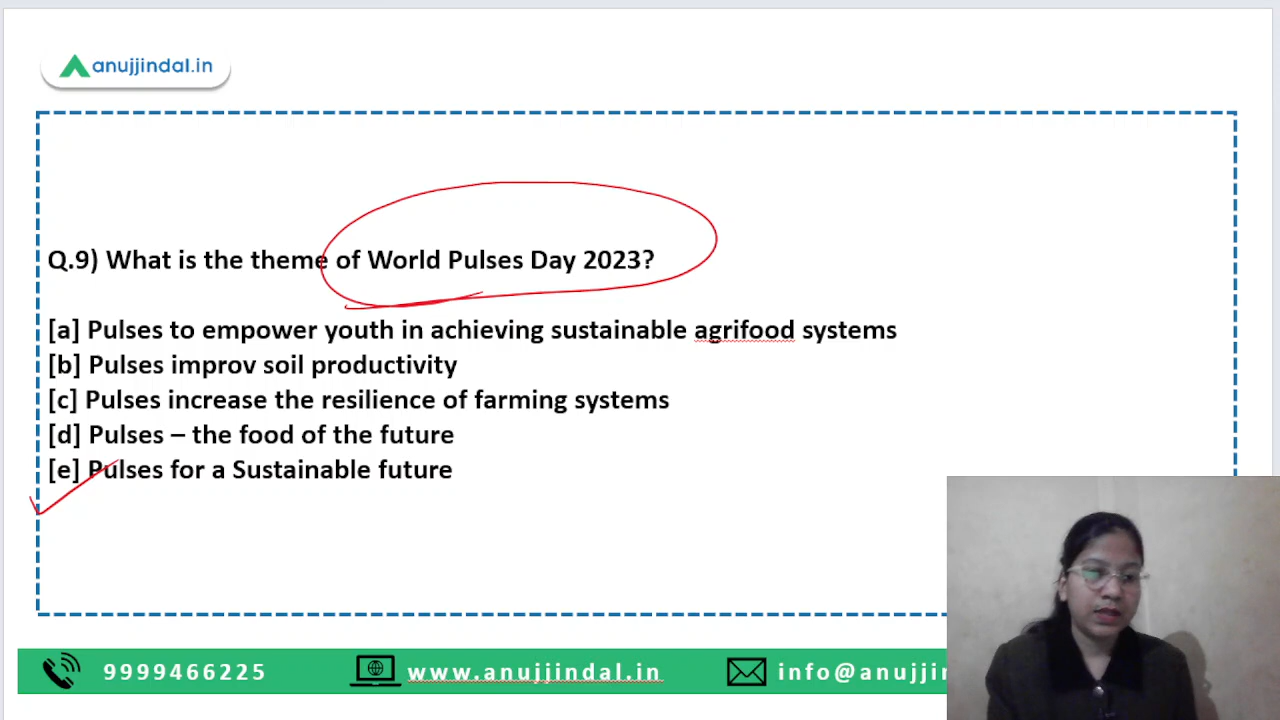 anujjindal.in
Q.9) What is the theme of World Pulses Day 2023?
[a] Pulses to empower youth in achieving sustainable agrifood systems
[b] Pulses improv soil productivity
[c] Pulses increase the resilience of farming systems
[d] Pulses – the food of the future
[e] Pulses for a Sustainable future
9999466225 www.anujjindal.in info@anujjin